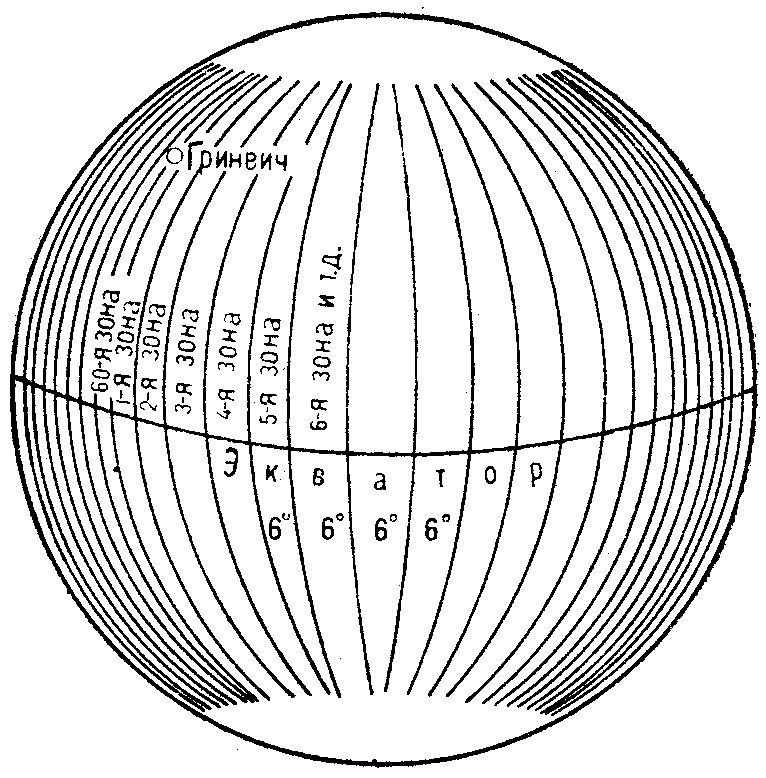 Гринвич
60-я зона
1-я зона
2-я зона
3-я зона
4-я зона
5-я зона
6-я зона и т.д.
Экватор
6° 6° 6° 6°